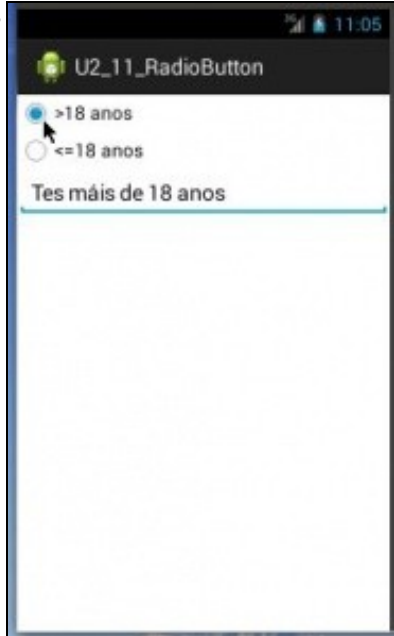 11:05
U2_11_RadioButton
>18 anos
<=18 anos
Tes máis de 18 anos